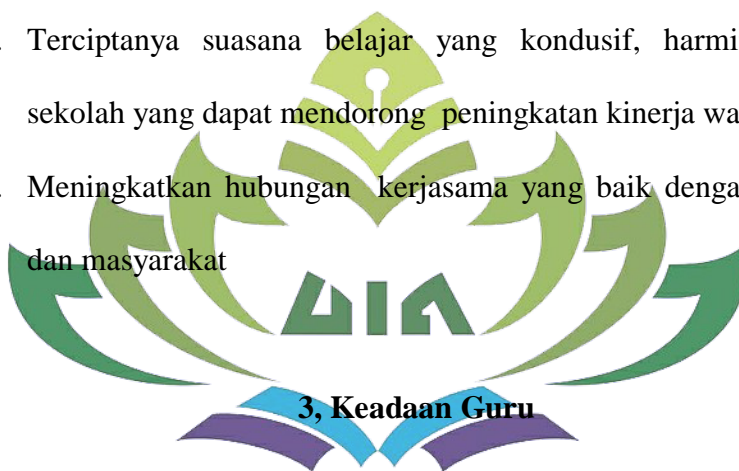 . Terciptanya suasana belajar yang kondusif, harmi
sekolah yang dapat mendorong peningkatan kinerja wa
. Meningkatkan hubungan kerjasama yang baik denga
dan masyarakat
UIN
3, Keadaan Guru